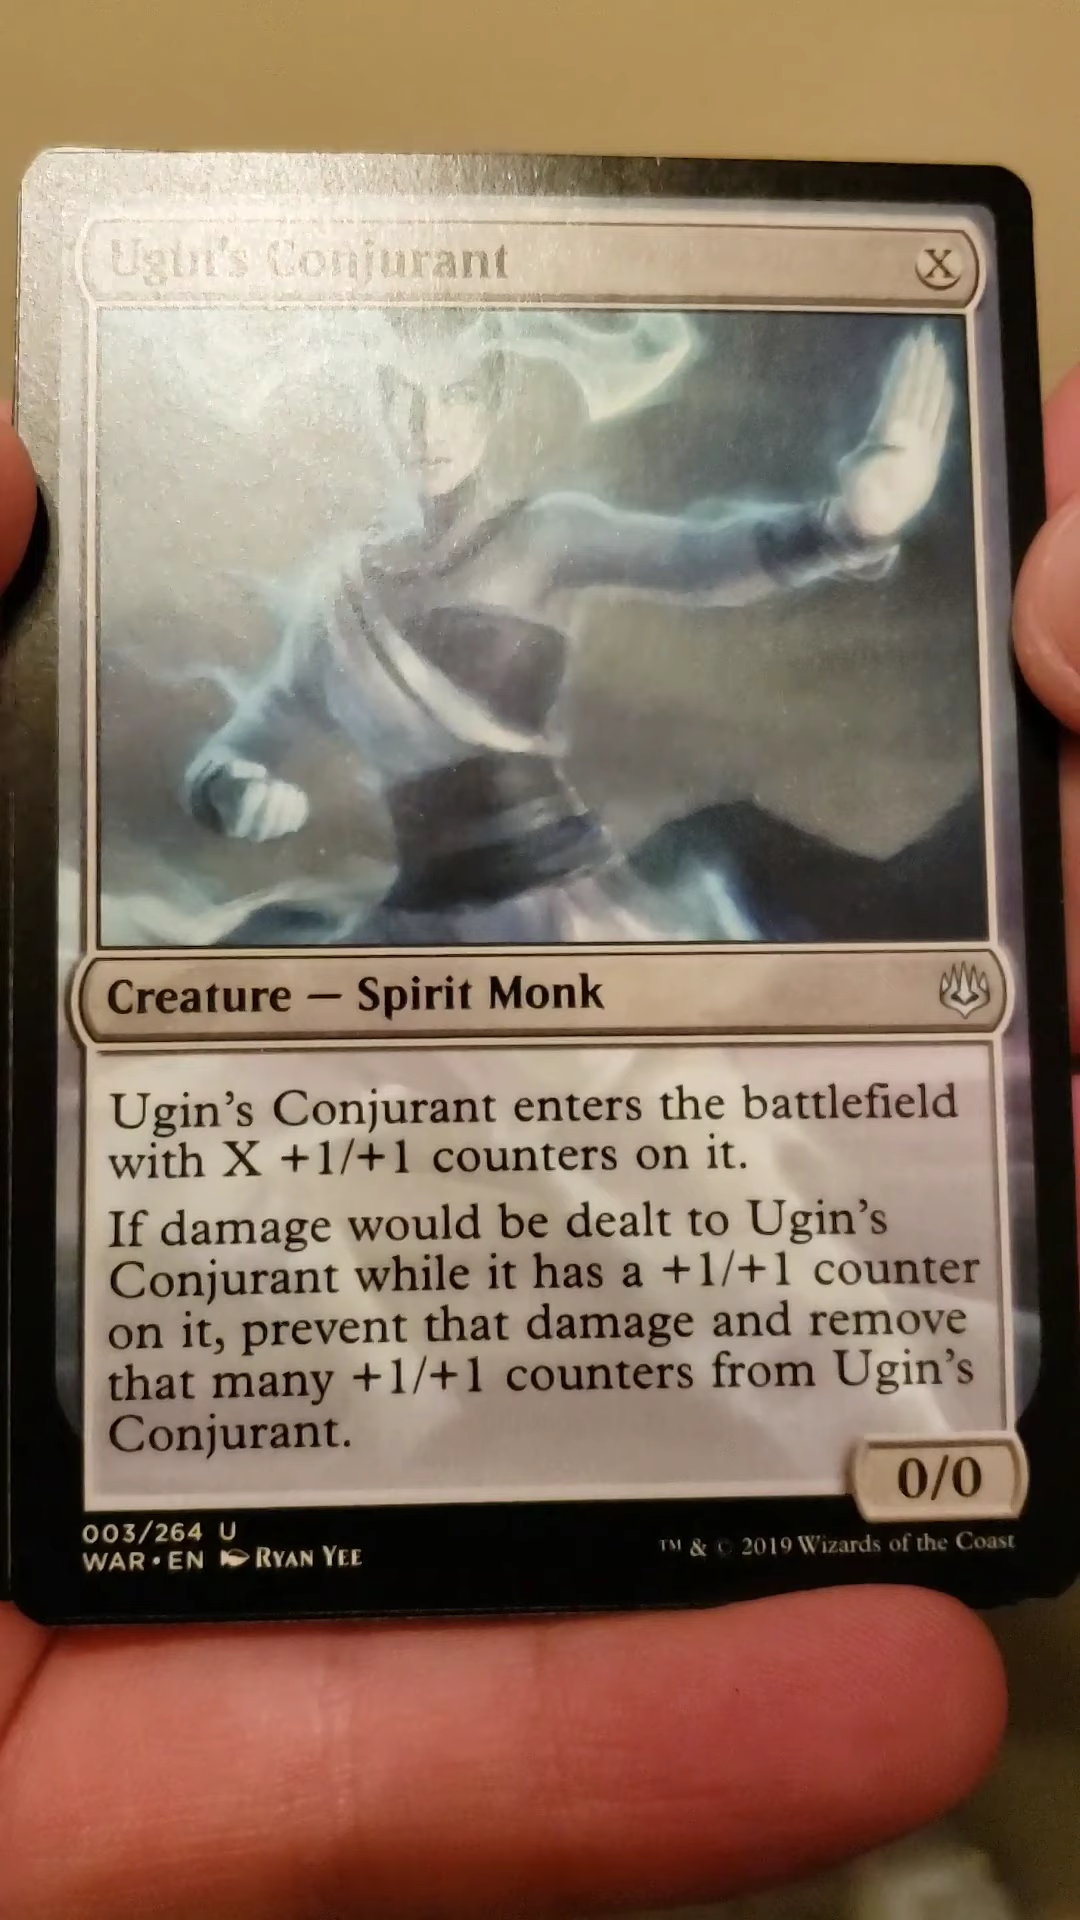 Ugin's Conjurant X
Creature — Spirit Monk
Ugin's Conjurant enters the battlefield
with X +1/+1 counters on it.
If damage would be dealt to Ugin's
Conjurant while it has a +1/+1 counter
on it, prevent that damage and remove
that many +1/+1 counters from Ugin's
Conjurant.
0/0
003/264 U
WAR • EN RYAN YEE
™ & © 2019 Wizards of the Coast